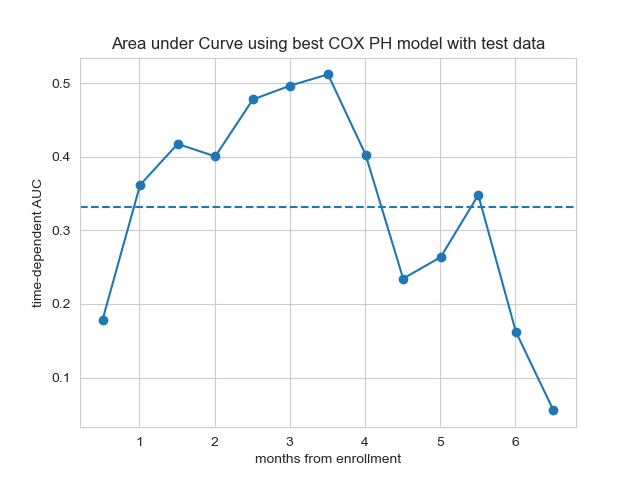 Area under Curve using best COX PH model with test data
time-dependent AUC
0.5
0.4
0.3
0.2
0.1
1 2 3 4 5 6
months from enrollment